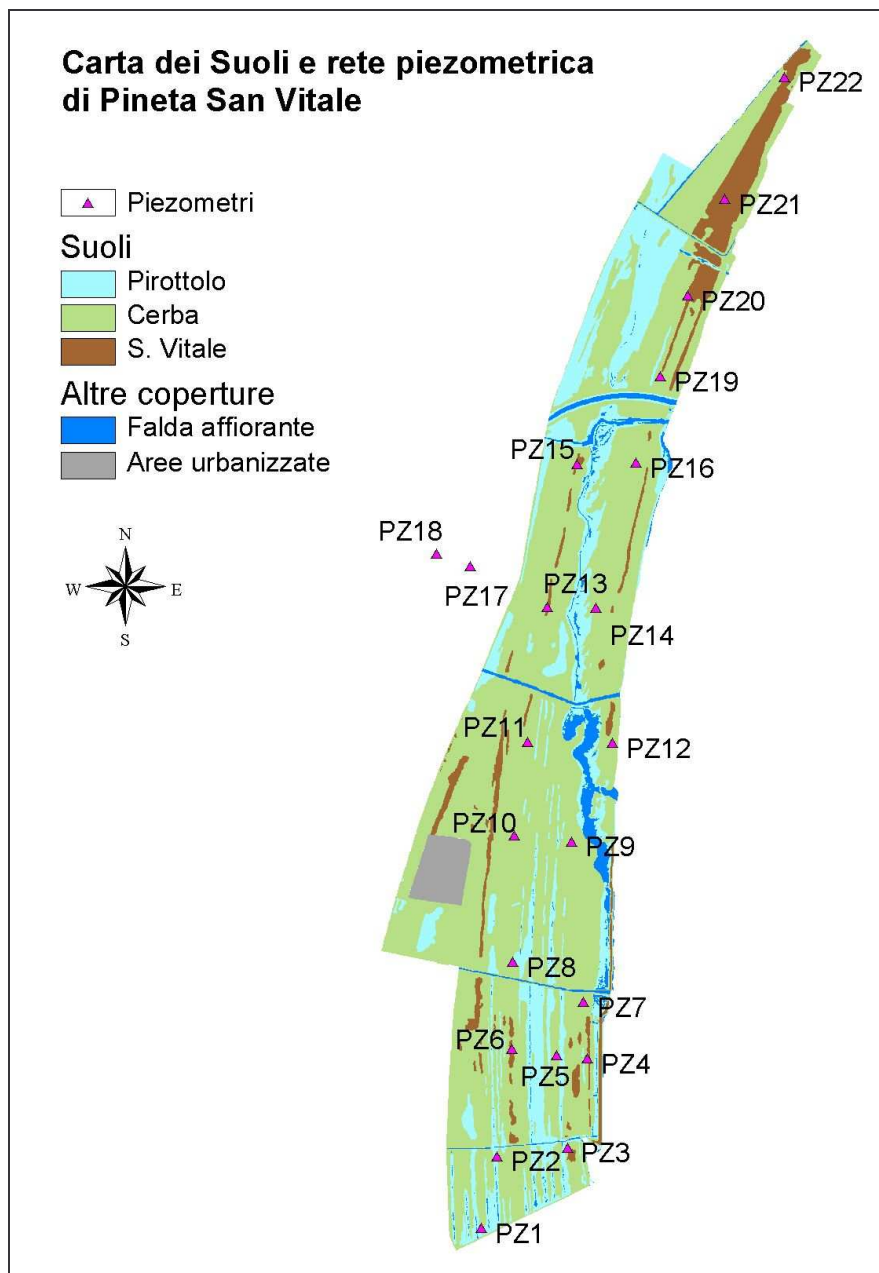 Carta dei Suoli e rete piezometrica
di Pineta San Vitale
Piezometri
Suoli
Pirottolo
Cerba
S. Vitale
Altre coperture
Falda affiorante
Aree urbanizzate
N
W E
S
PZ22
PZ21
PZ20
PZ19
PZ15
PZ16
PZ18
PZ17
PZ13
PZ14
PZ11
PZ12
PZ10
PZ9
PZ8
PZ7
PZ6
PZ5
PZ4
PZ3
PZ2
PZ1